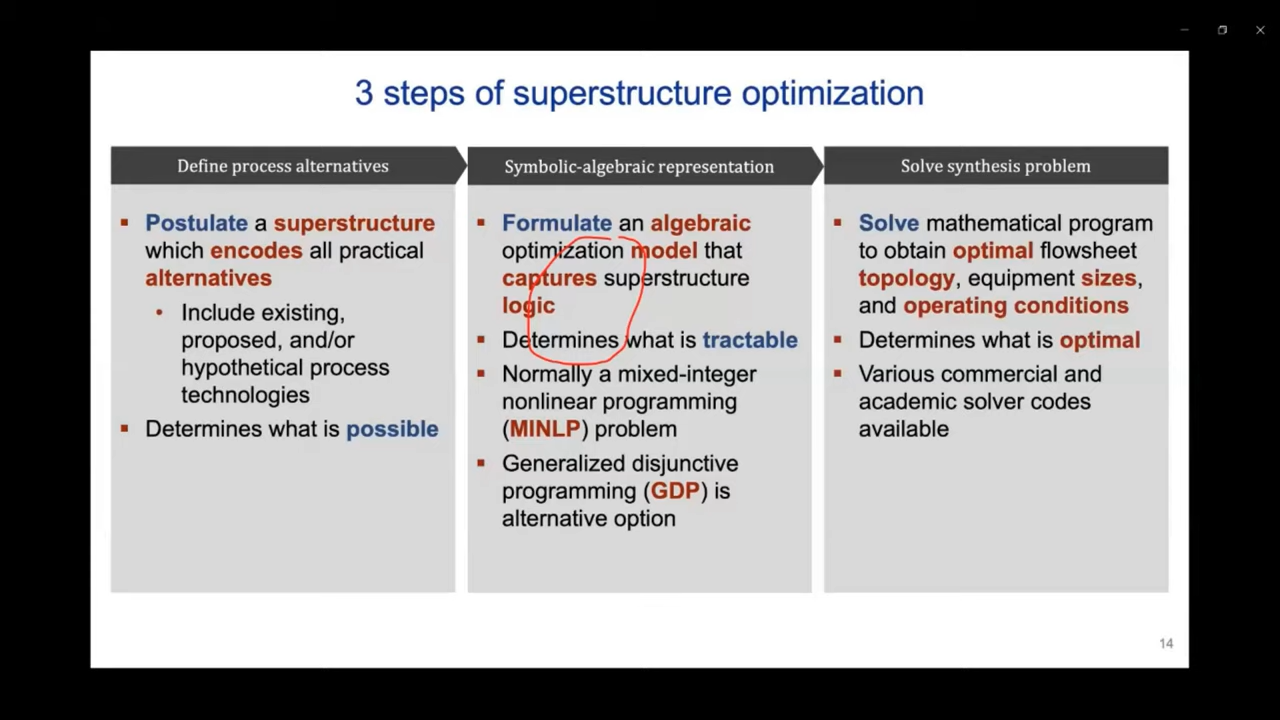 3 steps of superstructure optimization
Define process alternatives
Postulate a superstructure
which encodes all practical
alternatives
Include existing,
proposed, and/or
hypothetical process
technologies
Determines what is possible
Symbolic-algebraic representation
Formulate an algebraic
optimization model that
captures superstructure
logic
Determines what is tractable
Normally a mixed-integer
nonlinear programming
(MINLP) problem
Generalized disjunctive
programming (GDP) is
alternative option
Solve synthesis problem
Solve mathematical program
to obtain optimal flowsheet
topology, equipment sizes,
and operating conditions
Determines what is optimal
Various commercial and
academic solver codes
available
14